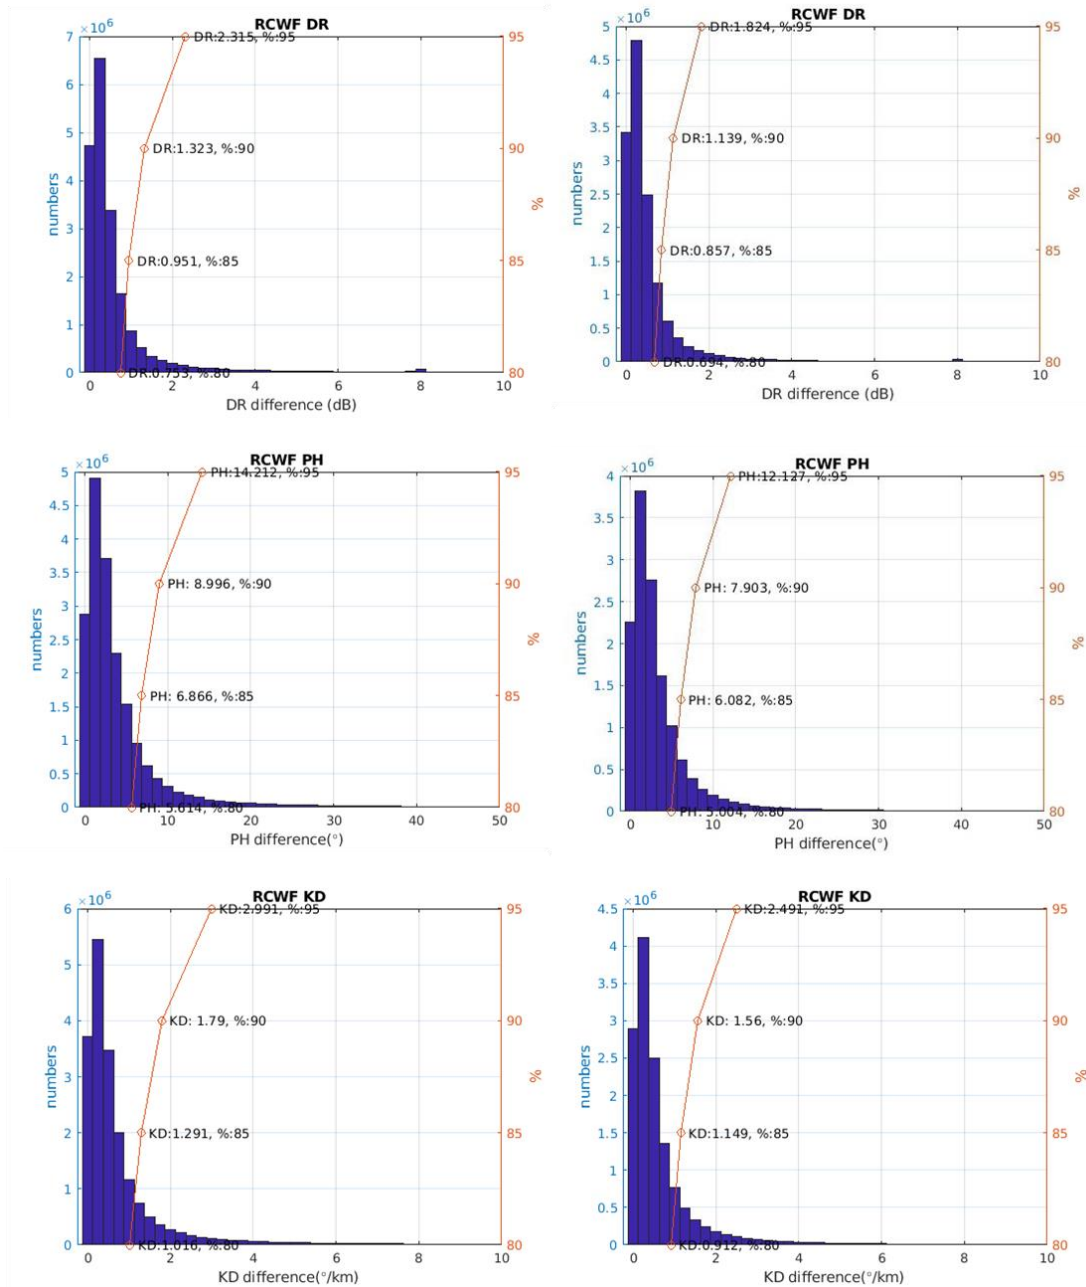 RCWF DR
×10^6
7
6
5
4
3
2
1
0
numbers
DR:2.315, %:95
DR:1.323, %:90
DR:0.951, %:85
DR:0.753, %:80
95
90
85
80
%
0 2 4 6 8 10
DR difference (dB)
RCWF DR
×10^6
5
4.5
4
3.5
3
2.5
2
1.5
1
0.5
0
numbers
DR:1.824, %:95
DR:1.139, %:90
DR:0.857, %:85
DR:0.694, %:80
95
90
85
80
%
0 2 4 6 8 10
DR difference (dB)
RCWF PH
×10^6
5
4.5
4
3.5
3
2.5
2
1.5
1
0.5
0
numbers
PH:14.212, %:95
PH: 8.996, %:90
PH: 6.866, %:85
PH: 5.614, %:80
95
90
85
80
%
0 10 20 30 40 50
PH difference(°)
RCWF PH
×10^6
4
3.5
3
2.5
2
1.5
1
0.5
0
numbers
PH:12.127, %:95
PH: 7.903, %:90
PH: 6.082, %:85
PH: 5.004, %:80
95
90
85
80
%
0 10 20 30 40 50
PH difference(°)
RCWF KD
×10^6
6
5
4
3
2
1
0
numbers
KD:2.991, %:95
KD: 1.79, %:90
KD:1.291, %:85
KD:1.016, %:80
95
90
85
80
%
0 2 4 6 8 10
KD difference(°/km)
RCWF KD
×10^6
4.5
4
3.5
3
2.5
2
1.5
1
0.5
0
numbers
KD:2.491, %:95
KD: 1.56, %:90
KD:1.149, %:85
KD:0.912, %:80
95
90
85
80
%
0 2 4 6 8 10
KD difference(°/km)